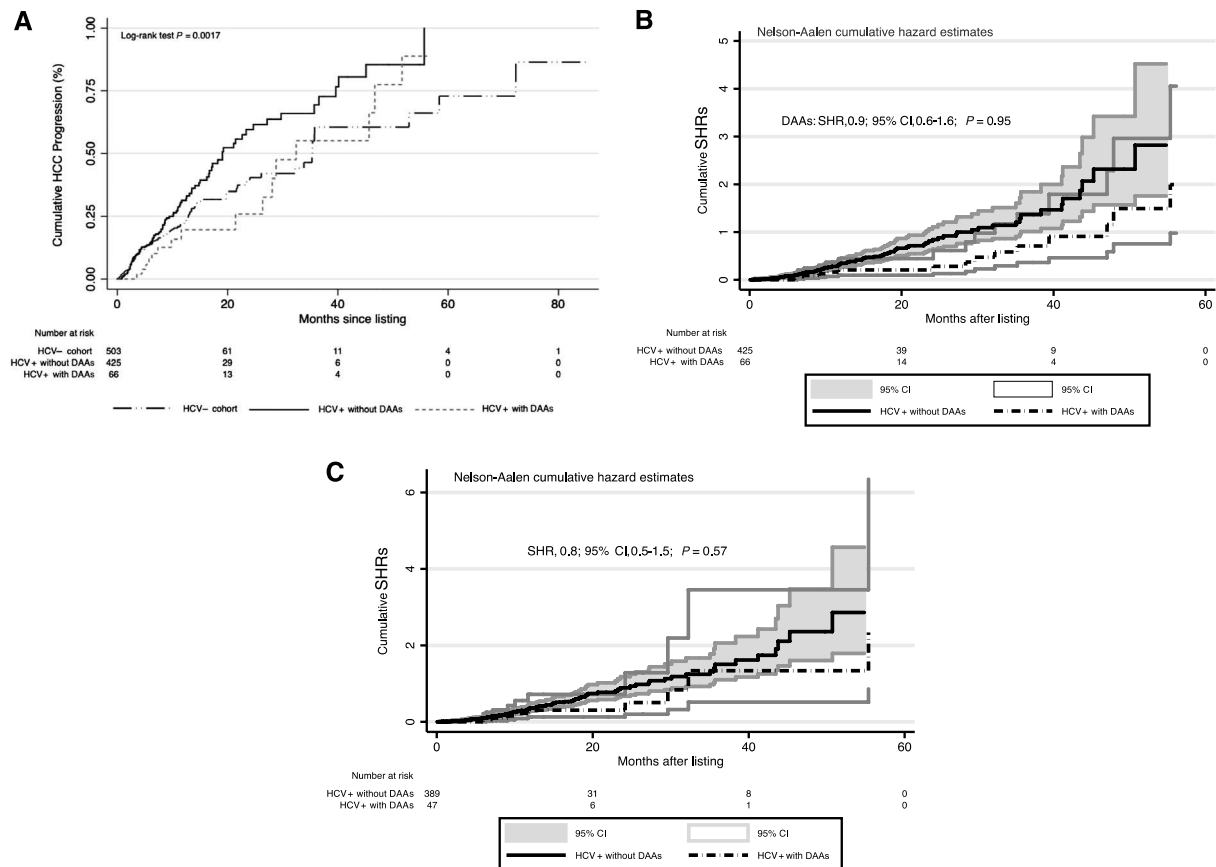 A
Log-rank test P = 0.0017
Cumulative HCC Progression (%)
1.00
0.75
0.50
0.25
0.00
0 20 40 60 80
Months since listing
Number at risk
HCV– cohort 503 61 11 4 1
HCV+ without DAAs 425 29 6 0 0
HCV+ with DAAs 66 13 4 0 0
HCV– cohort HCV+ without DAAs HCV+ with DAAs
B
Nelson-Aalen cumulative hazard estimates
DAAs: SHR,0.9; 95% CI,0.6-1.6; P = 0.95
Cumulative SHRs
5
4
3
2
1
0
0 20 40 60
Months after listing
Number at risk
HCV+ without DAAs 425 39 9 0
HCV+ with DAAs 66 14 4 0
95% CI 95% CI
HCV+ without DAAs HCV+ with DAAs
C
Nelson-Aalen cumulative hazard estimates
SHR, 0.8; 95% CI,0.5-1.5; P = 0.57
Cumulative SHRs
6
4
2
0
0 20 40 60
Months after listing
Number at risk
HCV+ without DAAs 389 31 8 0
HCV+ with DAAs 47 6 1 0
95% CI 95% CI
HCV+ without DAAs HCV+ with DAAs